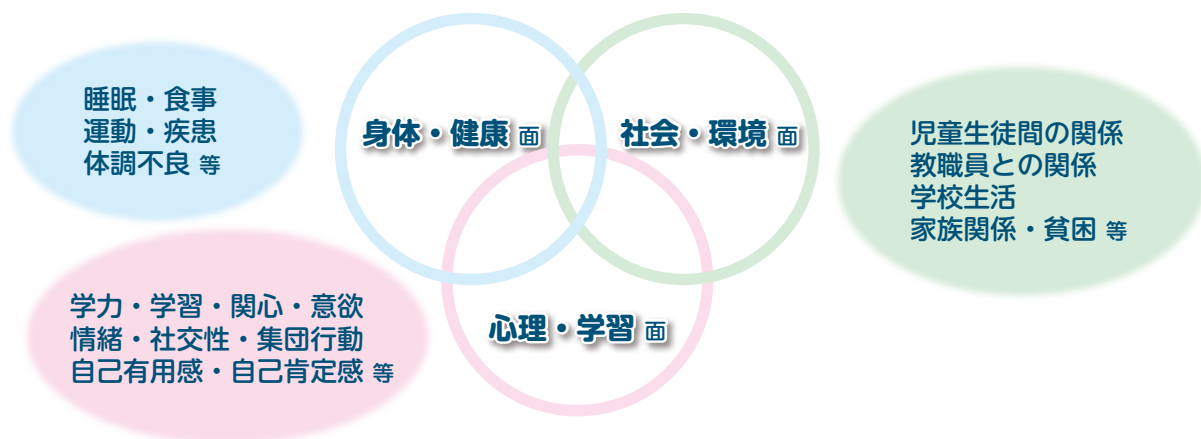 睡眠・食事
運動・疾患
体調不良 等
身体・健康 面
社会・環境 面
児童生徒間の関係
教職員との関係
学校生活
家族関係・貧困 等
学力・学習・関心・意欲
情緒・社交性・集団行動
自己有用感・自己肯定感 等
心理・学習 面